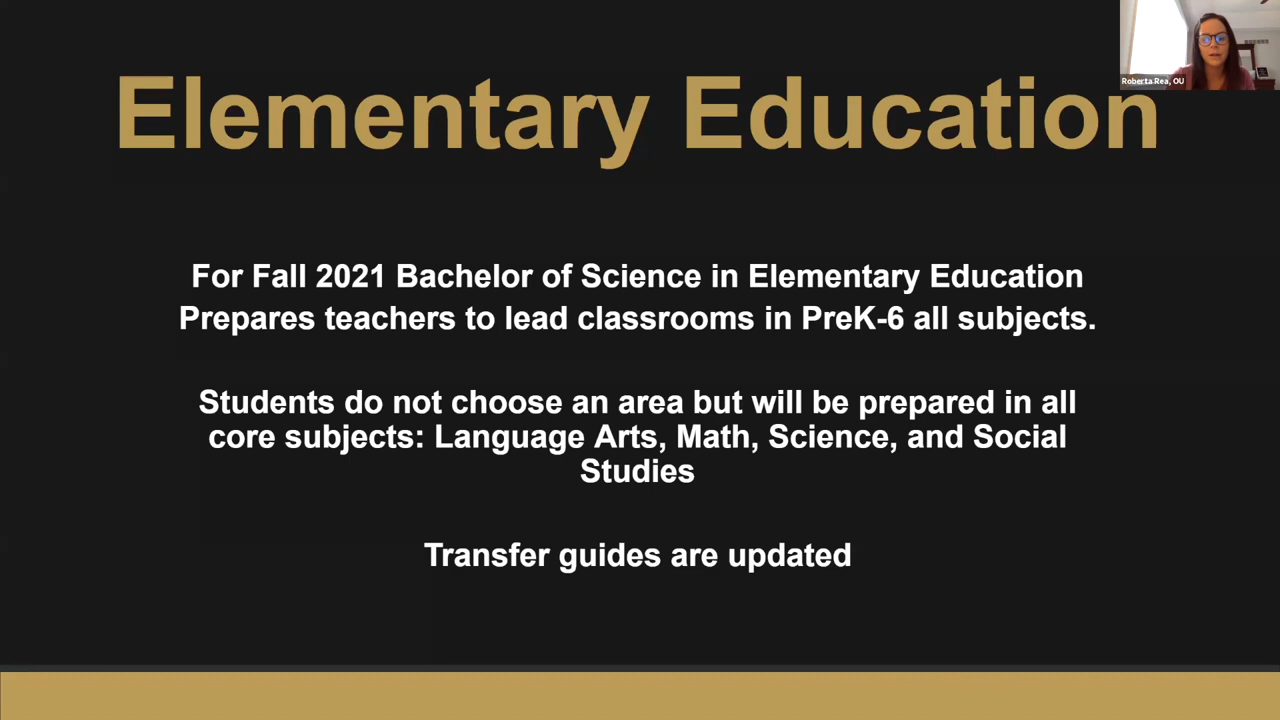 Roberta Rea, OU
Elementary Education
For Fall 2021 Bachelor of Science in Elementary Education
Prepares teachers to lead classrooms in PreK-6 all subjects.
Students do not choose an area but will be prepared in all
core subjects: Language Arts, Math, Science, and Social
Studies
Transfer guides are updated